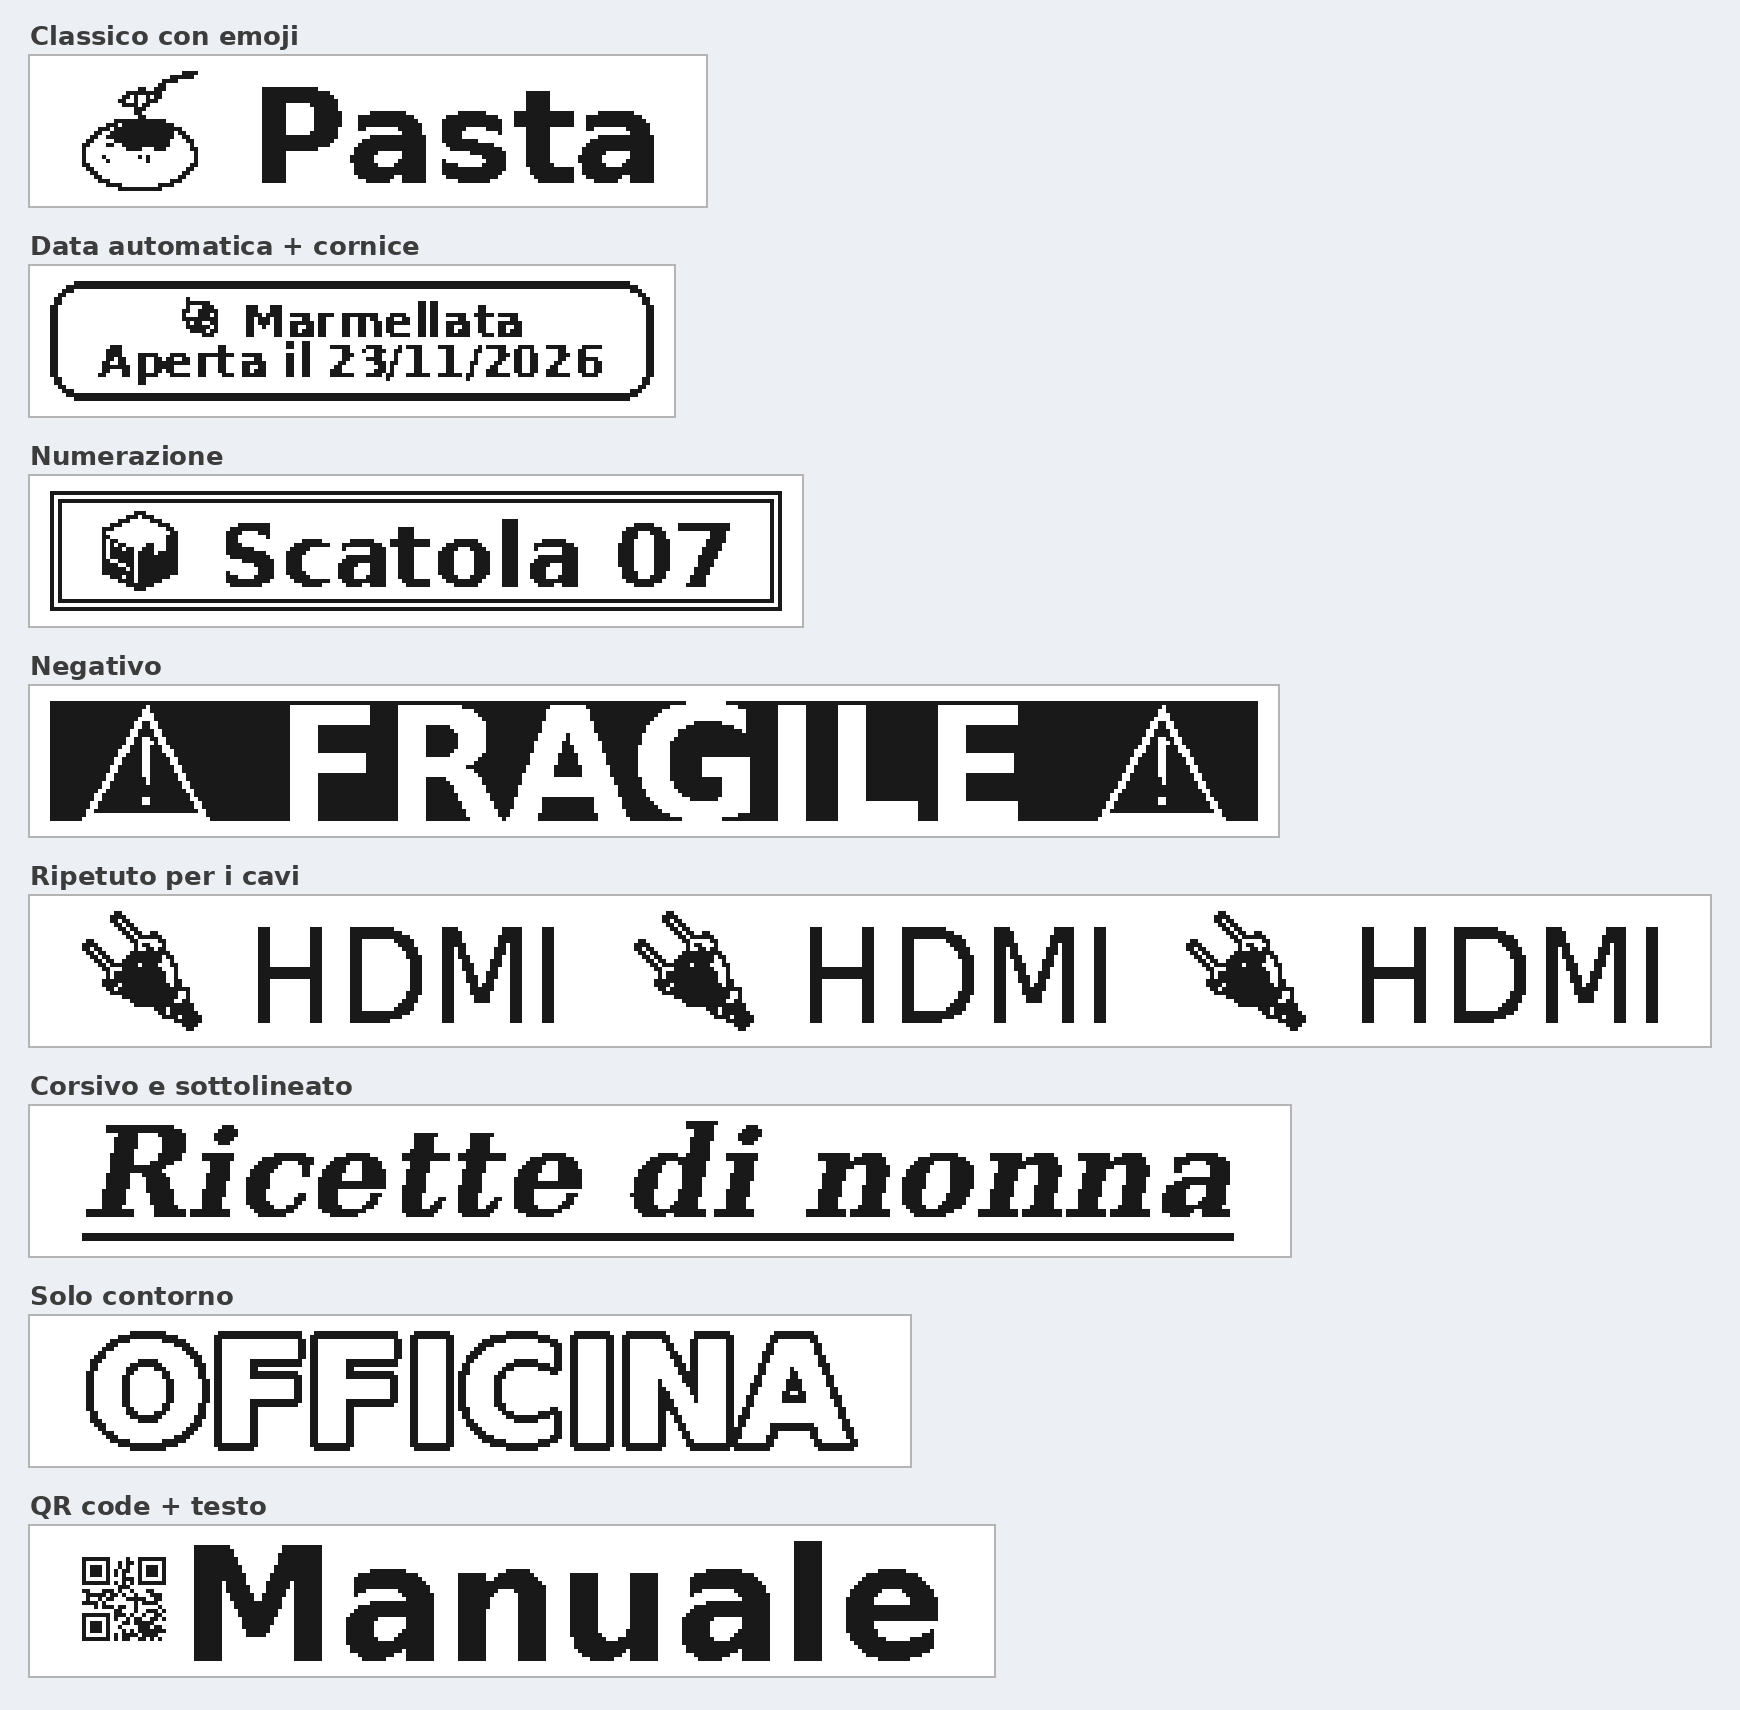 Classico con emoji
Pasta
Data automatica + cornice
Marmellata
Aperta il 23/11/2026
Numerazione
Scatola 07
Negativo
FRAGILE
Ripetuto per i cavi
HDMI HDMI HDMI
Corsivo e sottolineato
Ricette di nonna
Solo contorno
OFFICINA
QR code + testo
Manuale